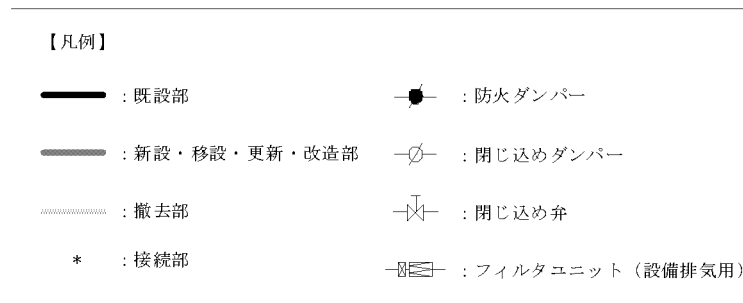 【凡例】
：既設部
：防火ダンパー
：新設・移設・更新・改造部
：閉じ込めダンパー
：撤去部
：閉じ込め弁
* ：接続部
：フィルタユニット（設備排気用）